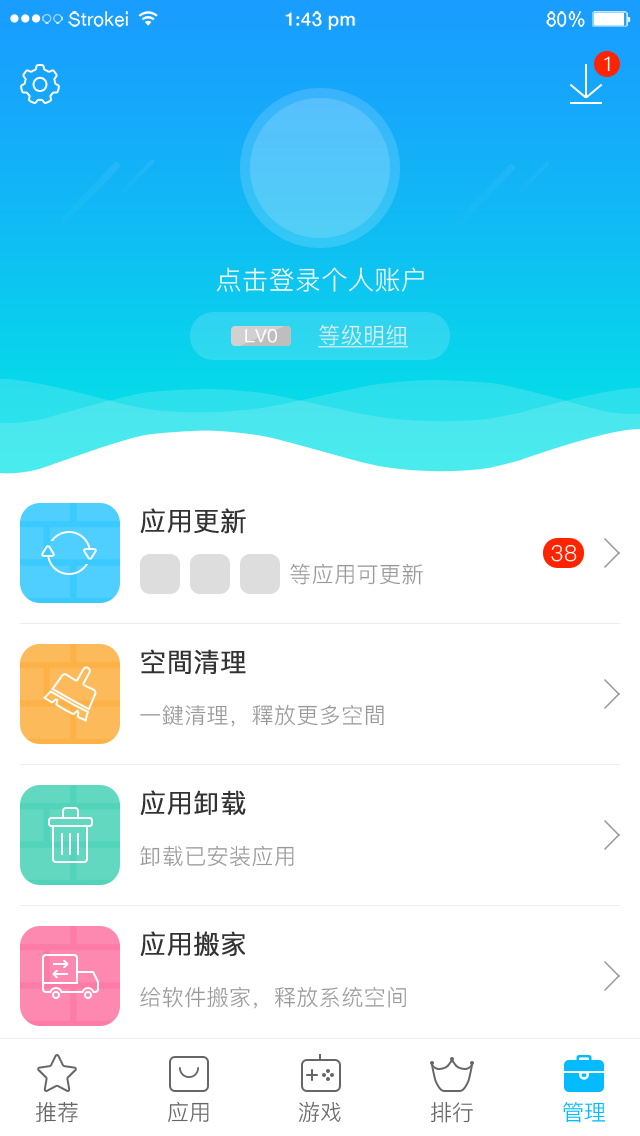 Strokei 1:43 pm 80%
1
点击登录个人账户
LV0 等级明细
应用更新
等应用可更新
38
空間清理
一鍵清理，釋放更多空間
应用卸载
卸载已安装应用
应用搬家
给软件搬家，释放系统空间
推荐 应用 游戏 排行 管理